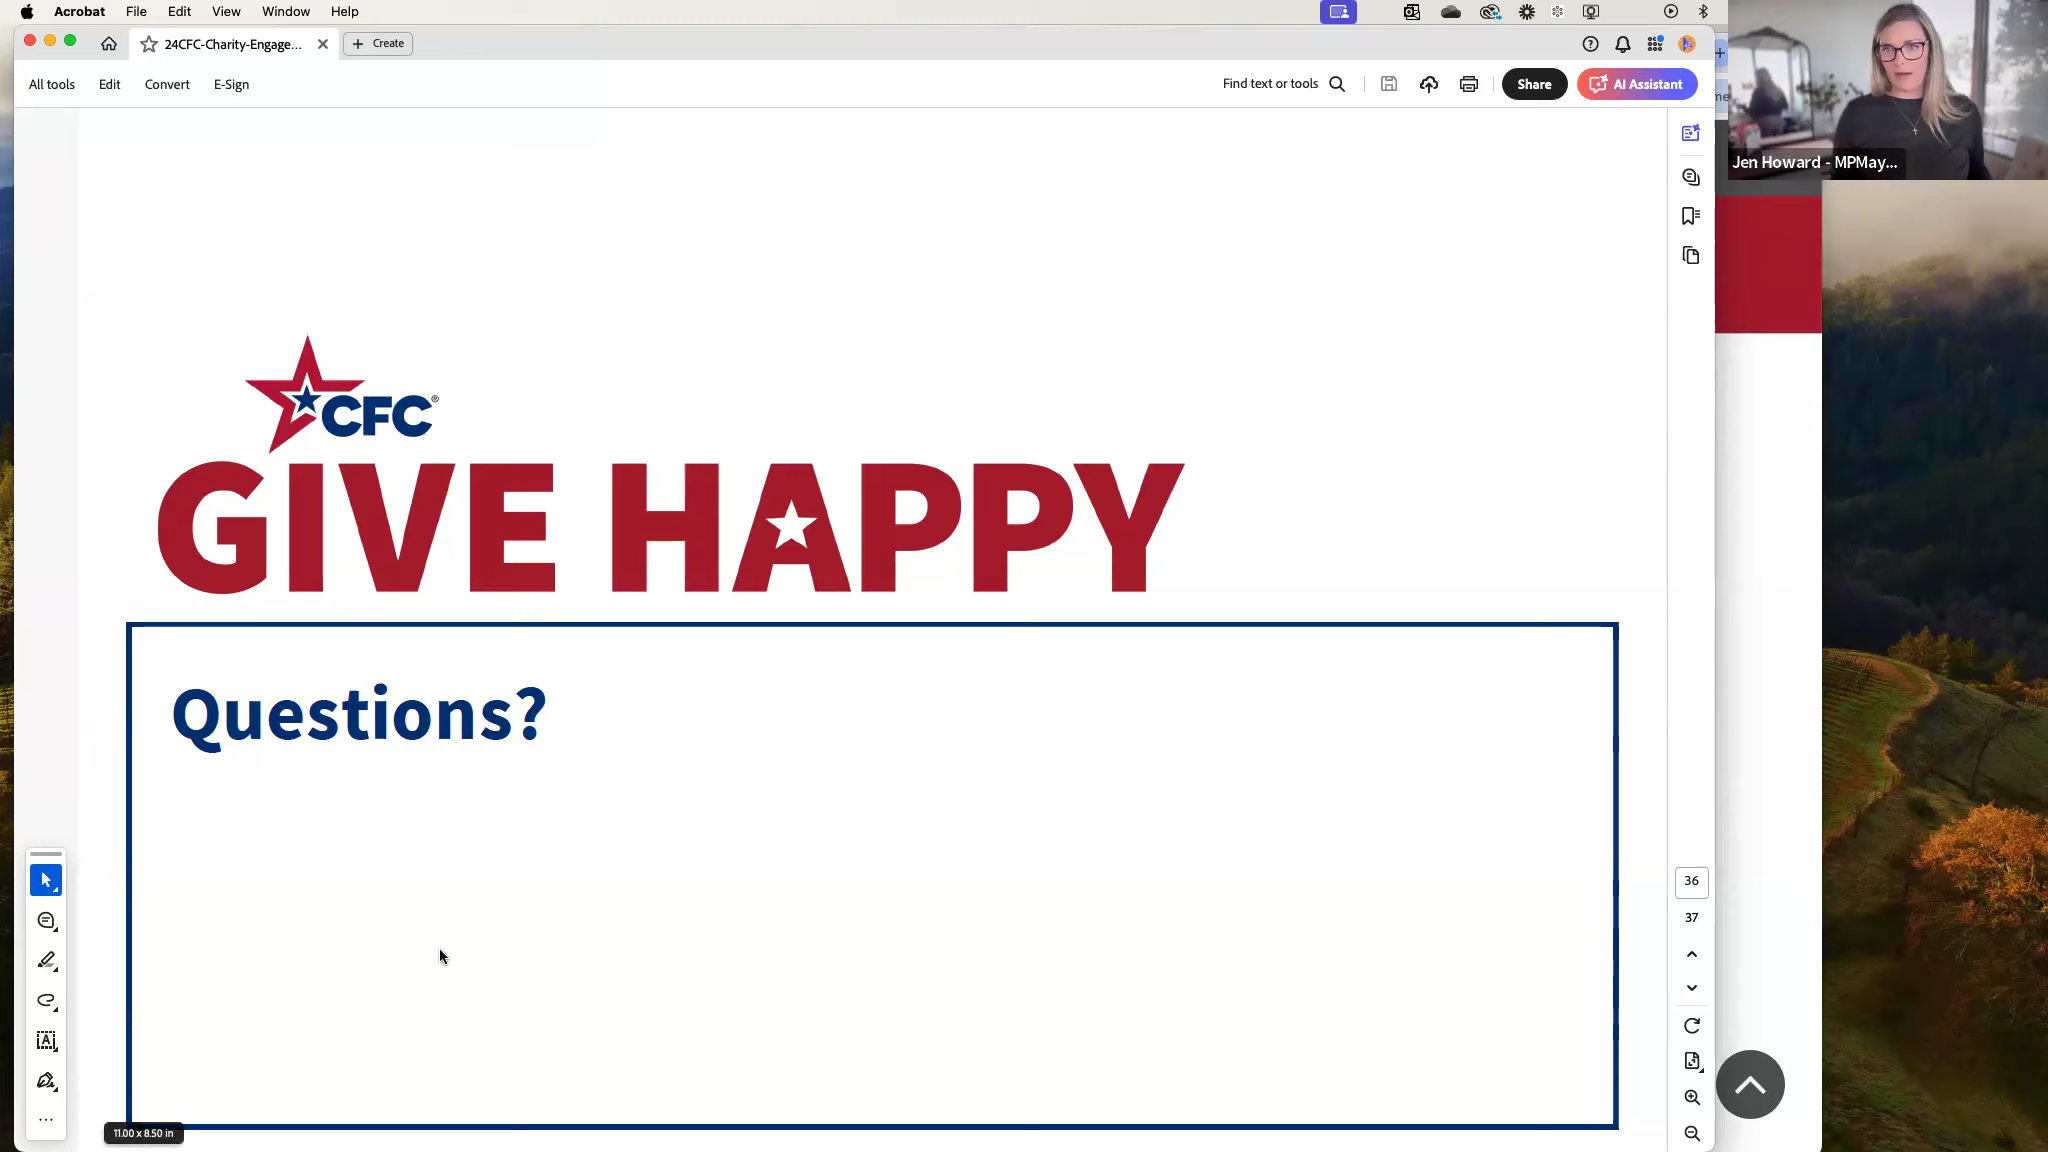 Acrobat File Edit View Window Help
24CFC-Charity-Engage... Create
All tools Edit Convert E-Sign Find text or tools Share AI Assistant
Jen Howard - MPMay...
CFC®
GIVE HAPPY
Questions?
36
37
11.00 x 8.50 in